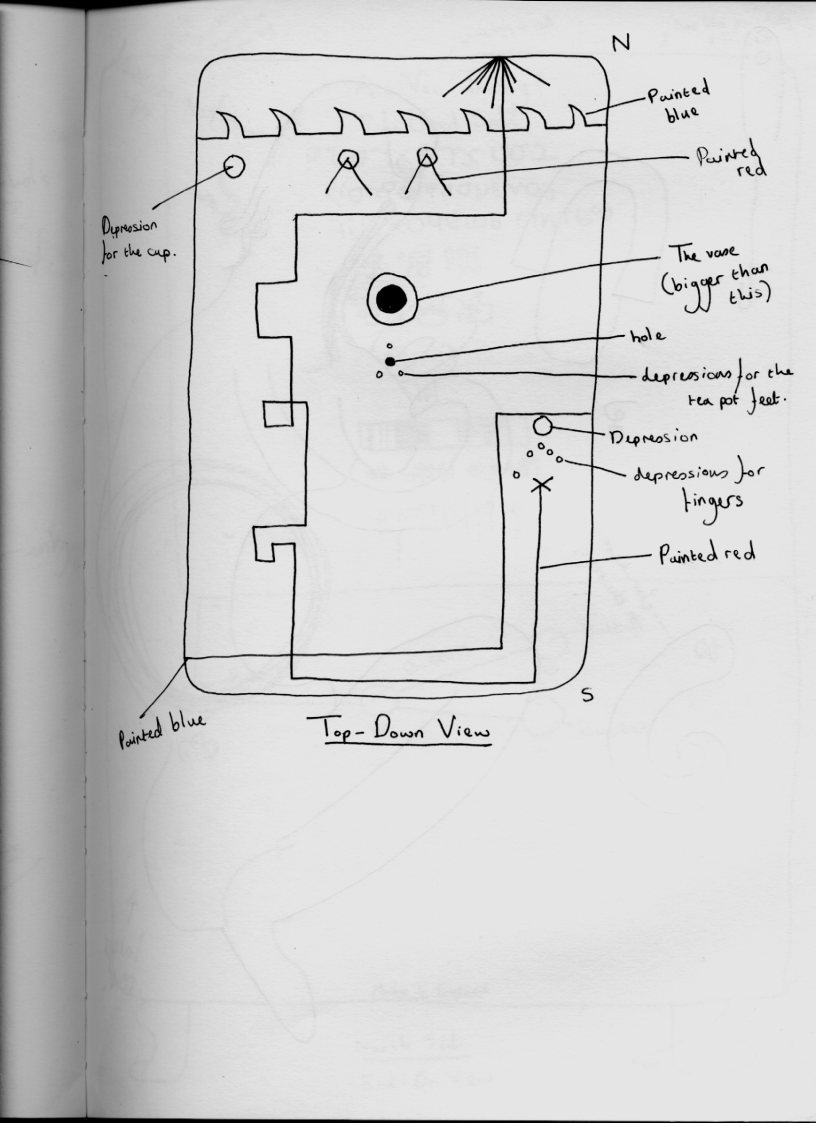 N
Painted
blue
Painted
red
Depression
for the cup.
The vase
(bigger than
this)
hole
depressions for the
tea pot feet.
Depression
depressions for
fingers
Painted red
S
Painted blue
Top-Down View